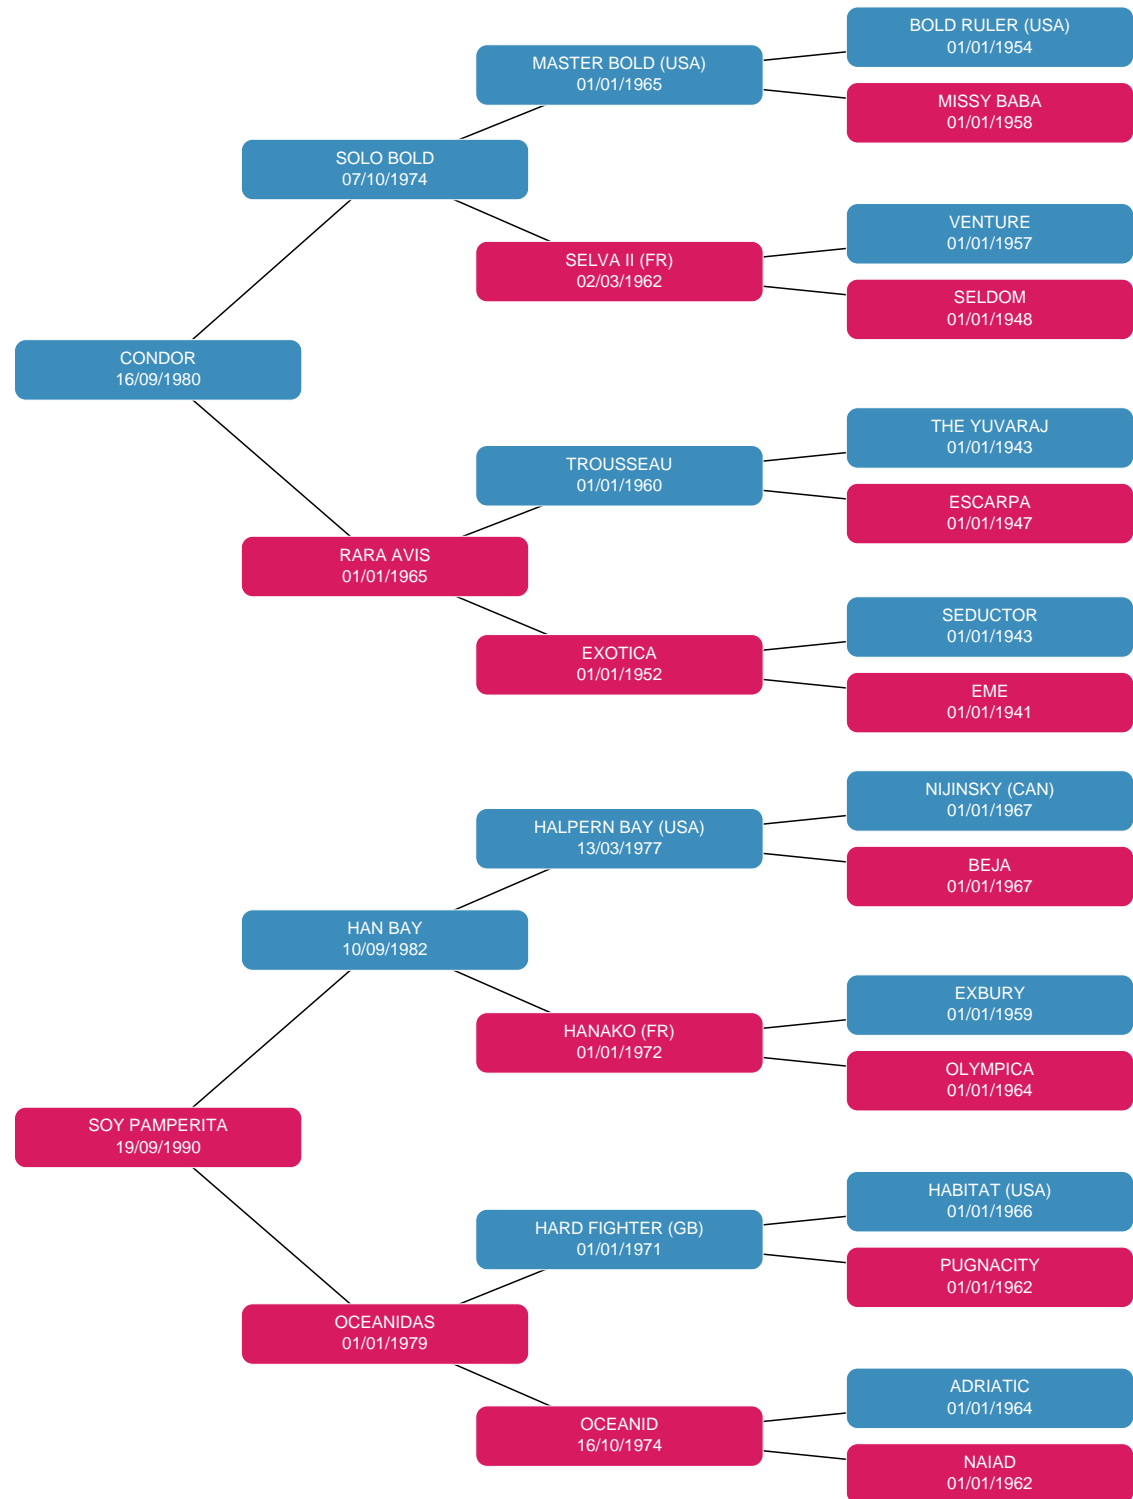 BOLD RULER (USA)
01/01/1954
MASTER BOLD (USA)
01/01/1965
MISSY BABA
01/01/1958
SOLO BOLD
07/10/1974
VENTURE
01/01/1957
SELVA II (FR)
02/03/1962
SELDOM
01/01/1948
CONDOR
16/09/1980
THE YUVARAJ
01/01/1943
TROUSSEAU
01/01/1960
ESCARPA
01/01/1947
RARA AVIS
01/01/1965
SEDUCTOR
01/01/1943
EXOTICA
01/01/1952
EME
01/01/1941
NIJINSKY (CAN)
01/01/1967
HALPERN BAY (USA)
13/03/1977
BEJA
01/01/1967
HAN BAY
10/09/1982
EXBURY
01/01/1959
HANAKO (FR)
01/01/1972
OLYMPICA
01/01/1964
SOY PAMPERITA
19/09/1990
HABITAT (USA)
01/01/1966
HARD FIGHTER (GB)
01/01/1971
PUGNACITY
01/01/1962
OCEANIDAS
01/01/1979
ADRIATIC
01/01/1964
OCEANID
16/10/1974
NAIAD
01/01/1962